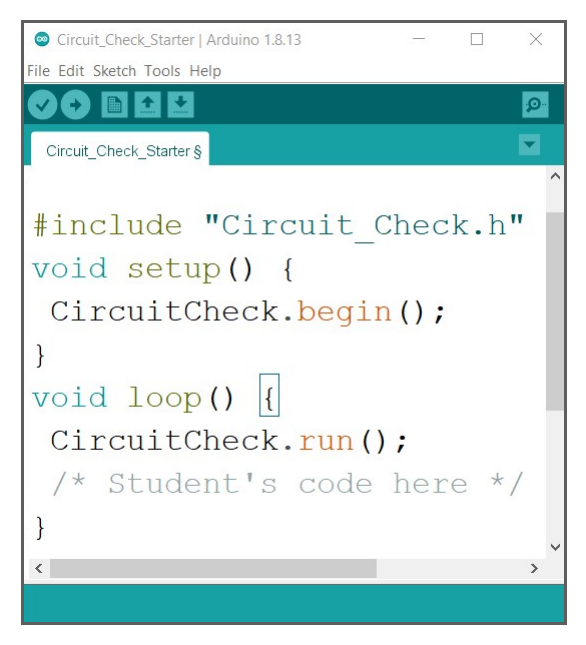 Circuit_Check_Starter | Arduino 1.8.13
File Edit Sketch Tools Help
Circuit_Check_Starter §
#include "Circuit_Check.h"
void setup() {
CircuitCheck.begin();
}
void loop() {
CircuitCheck.run();
/* Student's code here */
}